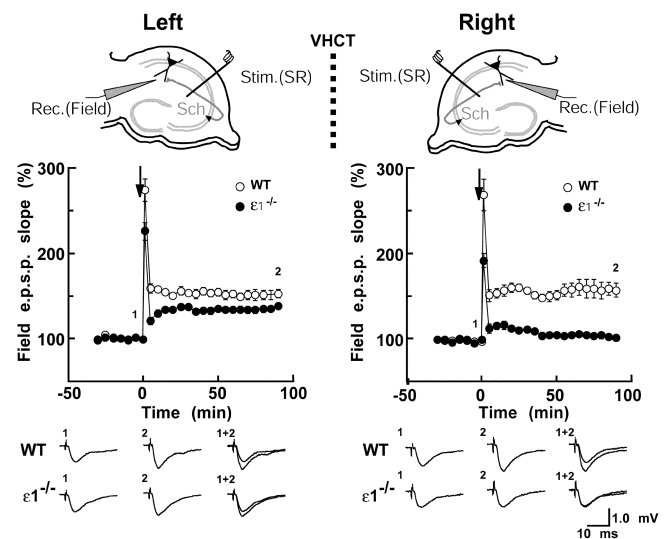 Left
Right
VHCT
Stim.(SR)
Rec.(Field)
Sch
Stim.(SR)
Rec.(Field)
Sch
Field e.p.s.p. slope (%)
300
200
100
WT
ε1-/-
1
2
-50
0
50
100
Time (min)
Field e.p.s.p. slope (%)
300
200
100
WT
ε1-/-
1
2
-50
0
50
100
Time (min)
1 2 1+2
WT
1 2 1+2
ε1-/-
1 2 1+2
WT
1 2 1+2
ε1-/-
1.0 mV
10 ms